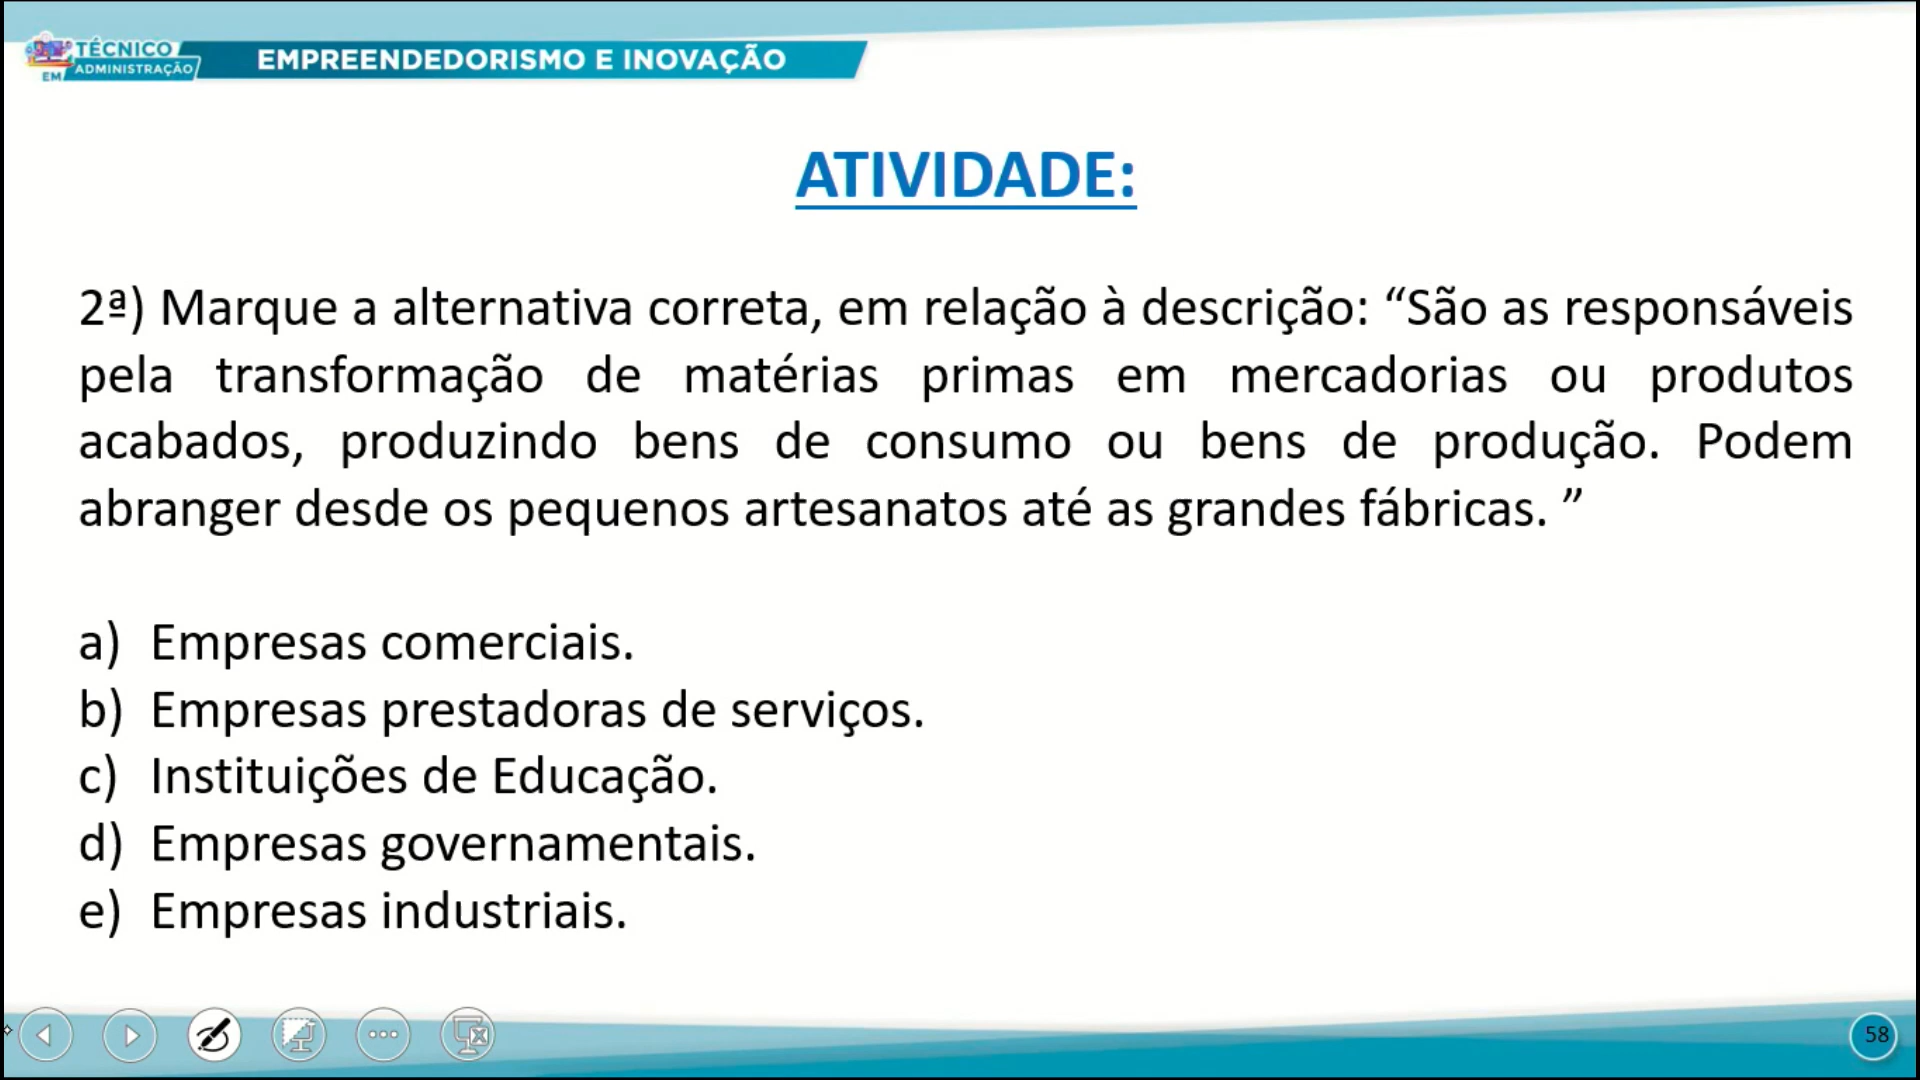 TÉCNICO
EM ADMINISTRAÇÃO
EMPREENDEDORISMO E INOVAÇÃO
ATIVIDADE:
2ª) Marque a alternativa correta, em relação à descrição: “São as responsáveis
pela transformação de matérias primas em mercadorias ou produtos
acabados, produzindo bens de consumo ou bens de produção. Podem
abranger desde os pequenos artesanatos até as grandes fábricas. ”
a) Empresas comerciais.
b) Empresas prestadoras de serviços.
c) Instituições de Educação.
d) Empresas governamentais.
e) Empresas industriais.
58